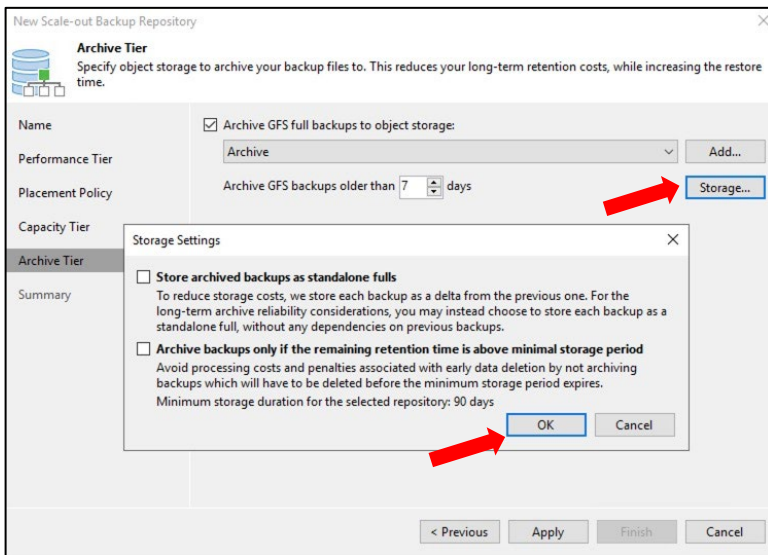 New Scale-out Backup Repository
Archive Tier
Specify object storage to archive your backup files to. This reduces your long-term retention costs, while increasing the restore
time.
Name
Performance Tier
Placement Policy
Capacity Tier
Archive Tier
Summary
Archive GFS full backups to object storage:
Archive
Add...
Archive GFS backups older than 7 days
Storage...
Storage Settings
Store archived backups as standalone fulls
To reduce storage costs, we store each backup as a delta from the previous one. For the
long-term archive reliability considerations, you may instead choose to store each backup as a
standalone full, without any dependencies on previous backups.
Archive backups only if the remaining retention time is above minimal storage period
Avoid processing costs and penalties associated with early data deletion by not archiving
backups which will have to be deleted before the minimum storage period expires.
Minimum storage duration for the selected repository: 90 days
OK
Cancel
< Previous
Apply
Finish
Cancel